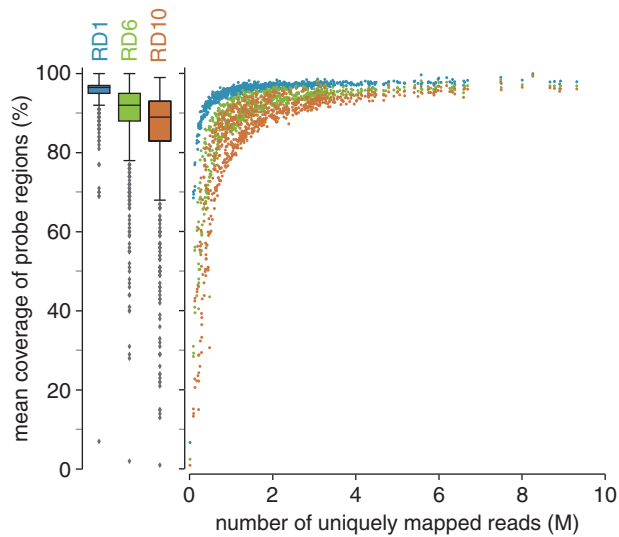 RD1
RD6
RD10
mean coverage of probe regions (%)
100
80
60
40
20
0
0 2 4 6 8 10
number of uniquely mapped reads (M)